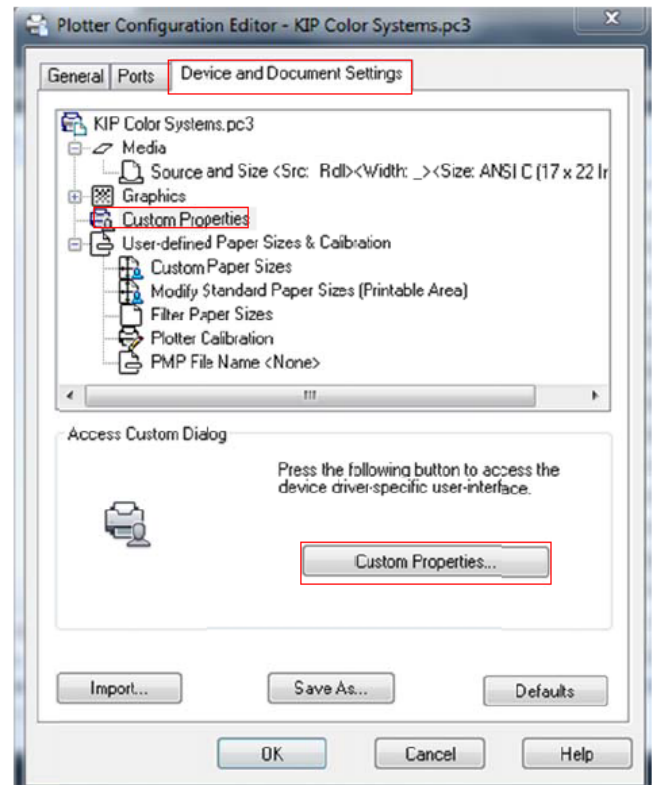 Plotter Configuration Editor - KIP Color Systems.pc3
General Ports Device and Document Settings
KIP Color Systems.pc3
Media
Source and Size <Src: Roll><Width: _><Size: ANSI C (17 x 22 Ir
Graphics
Custom Properties
User-defined Paper Sizes & Calibration
Custom Paper Sizes
Modify Standard Paper Sizes (Printable Area)
Filter Paper Sizes
Plotter Calibration
PMP File Name <None>
Access Custom Dialog
Press the following button to access the
device driver-specific user-interface.
Custom Properties...
Import... Save As... Defaults
OK Cancel Help